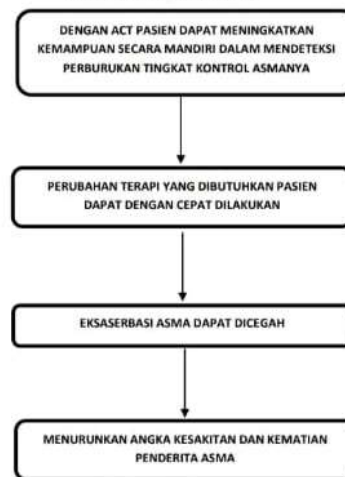 DENGAN ACT PASIEN DAPAT MENINGKATKAN
KEMAMPUAN SECARA MANDIRI DALAM MENDETEKSI
PERBURUKAN TINGKAT KONTROL ASMANYA
PERUBAHAN TERAPI YANG DIBUTUHKAN PASIEN
DAPAT DENGAN CEPAT DILAKUKAN
EKSASERBASI ASMA DAPAT DICEGAH
MENURUNKAN ANGKA KESAKITAN DAN KEMATIAN
PENDERITA ASMA